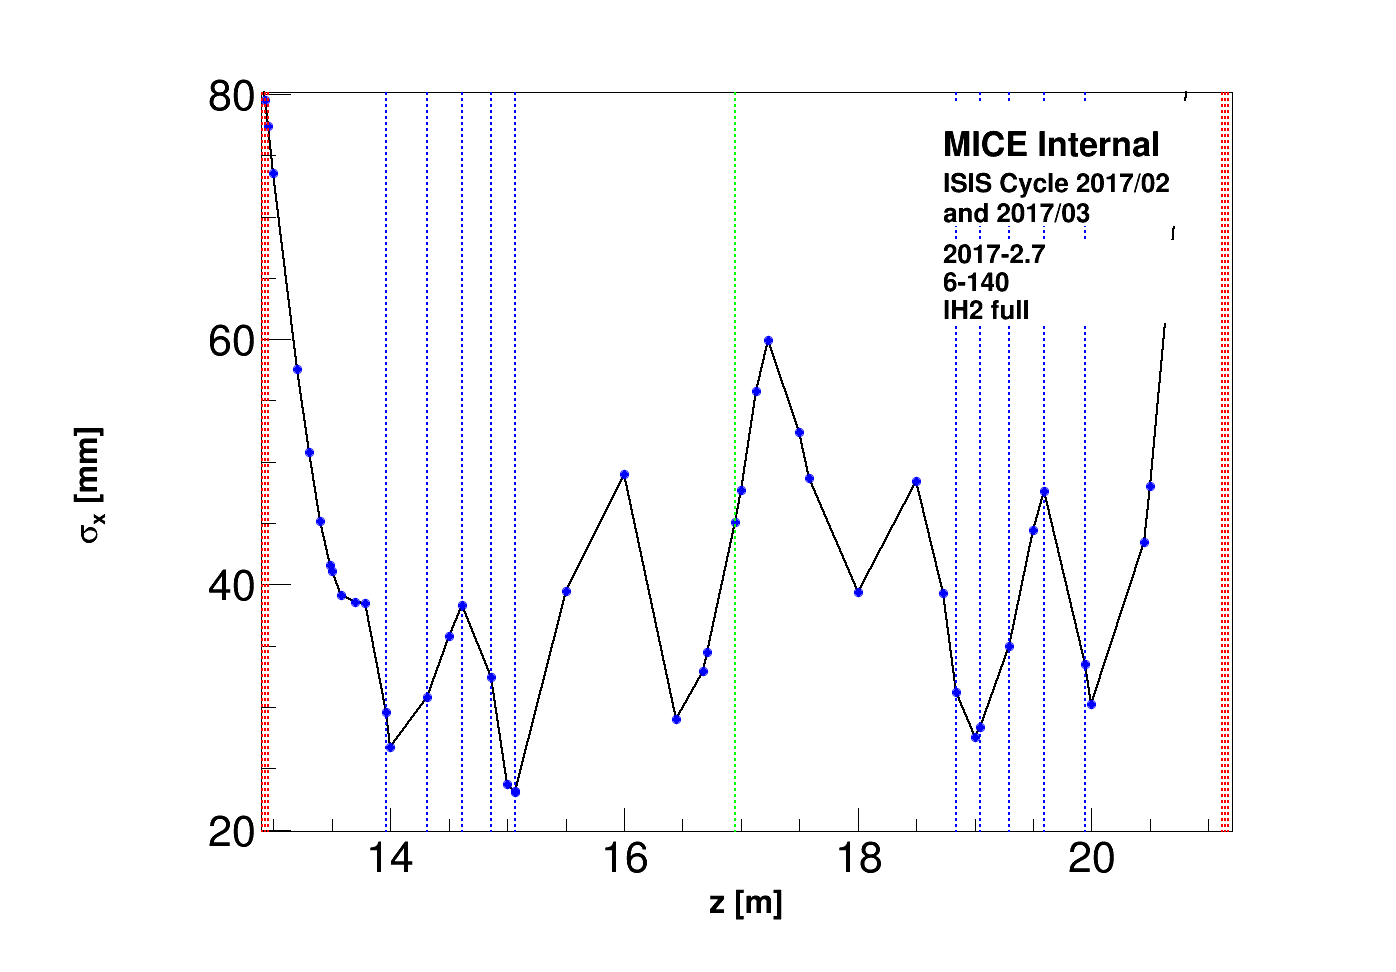 80
60
40
20
σx [mm]
MICE Internal
ISIS Cycle 2017/02
and 2017/03
2017-2.7
6-140
IH2 full
14 16 18 20
z [m]